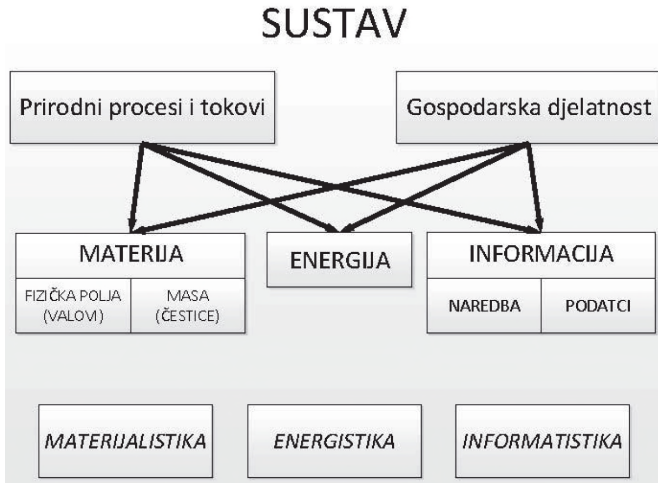 SUSTAV
Prirodni procesi i tokovi
Gospodarska djelatnost
MATERIJA
ENERGIJA
INFORMACIJA
FIZIČKA POLJA
(VALOVI)
MASA
(ČESTICE)
NAREDBA
PODATCI
MATERIJALISTIKA
ENERGISTIKA
INFORMATISTIKA